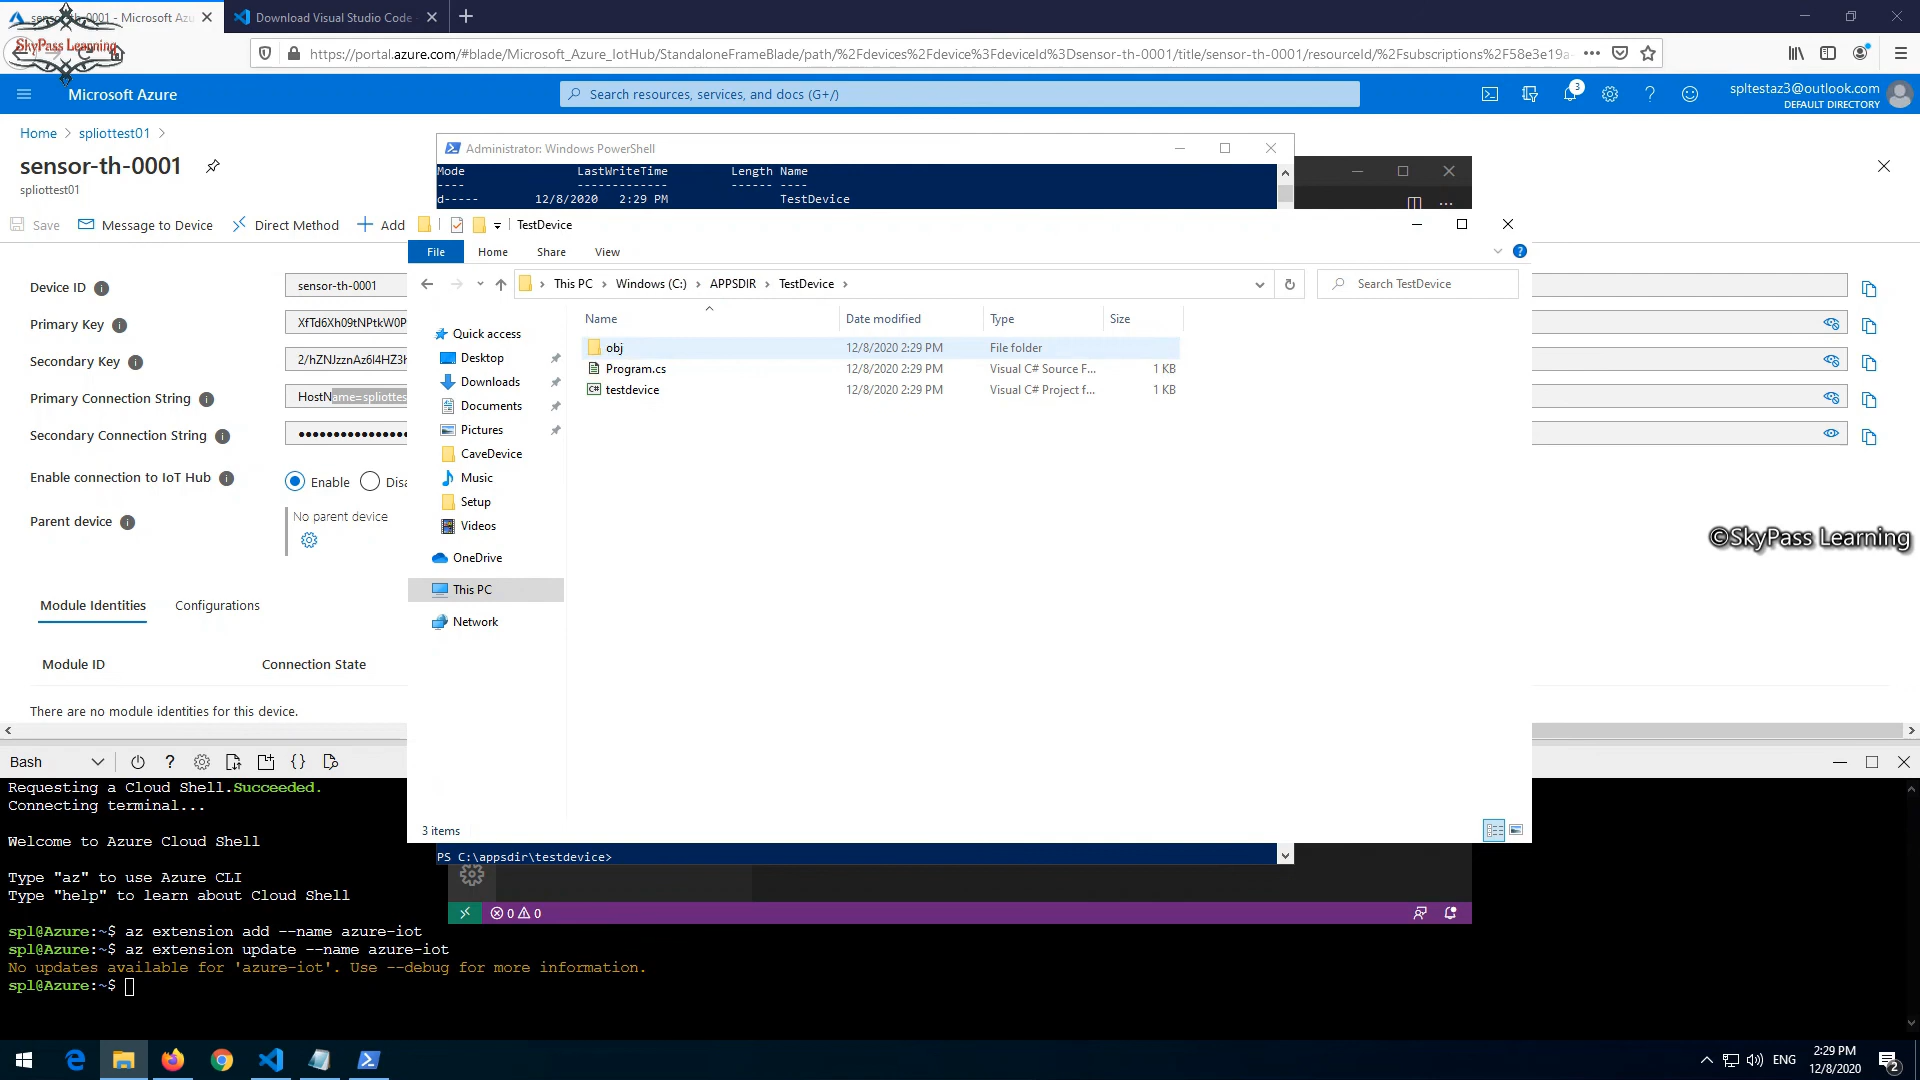 sensor-th-0001 - Microsoft Azu
Download Visual Studio Code
SkyPass Learning
https://portal.azure.com/#blade/Microsoft_Azure_IotHub/StandaloneFrameBlade/path/%2Fdevices%2Fdevice%3FdeviceId%3Dsensor-th-0001/title/sensor-th-0001/resourceId/%2Fsubscriptions%2F58e3e19a-
Microsoft Azure
Search resources, services, and docs (G+/)
3
spltestaz3@outlook.com
DEFAULT DIRECTORY
Home > spliottest01 >
sensor-th-0001
spliottest01
Save
Message to Device
Direct Method
Add
Device ID
sensor-th-0001
Primary Key
XfTd6Xh09tNPtkW0P
Secondary Key
Primary Connection String
HostName=spliottes
Secondary Connection String
Enable connection to IoT Hub
Enable
Disa
Parent device
No parent device
Module Identities
Configurations
Module ID
Connection State
There are no module identities for this device.
Administrator: Windows PowerShell
Mode LastWriteTime Length Name
---- ------------- ------ ----
d----- 12/8/2020 2:29 PM TestDevice
TestDevice
File
Home
Share
View
This PC > Windows (C:) > APPSDIR > TestDevice >
Search TestDevice
Name
Date modified
Type
Size
obj 12/8/2020 2:29 PM File folder
Program.cs 12/8/2020 2:29 PM Visual C# Source F... 1 KB
testdevice 12/8/2020 2:29 PM Visual C# Project f... 1 KB
Quick access
Desktop
Downloads
Documents
Pictures
CaveDevice
Music
Setup
Videos
OneDrive
This PC
Network
3 items
PS C:\appsdir\testdevice>
0
0
©SkyPass Learning
Bash
Requesting a Cloud Shell.Succeeded.
Connecting terminal...
Welcome to Azure Cloud Shell
Type "az" to use Azure CLI
Type "help" to learn about Cloud Shell
spl@Azure:~$ az extension add --name azure-iot
spl@Azure:~$ az extension update --name azure-iot
No updates available for 'azure-iot'. Use --debug for more information.
spl@Azure:~$
ENG
2:29 PM
12/8/2020
2